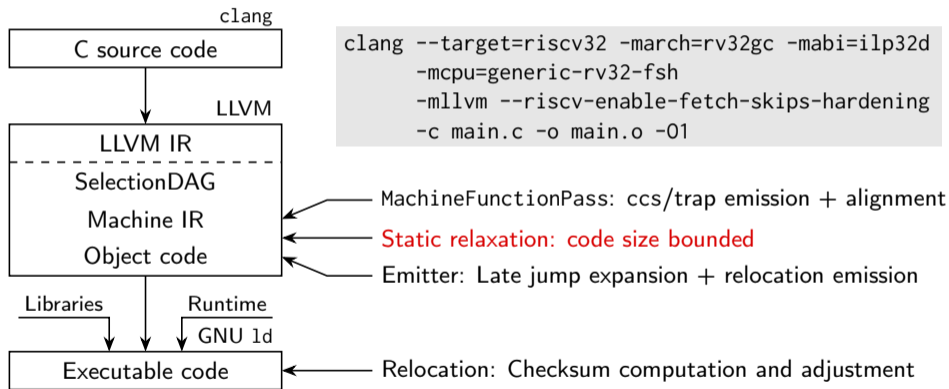 clang
C source code
clang --target=riscv32 -march=rv32gc -mabi=ilp32d
-mcpu=generic-rv32-fsh
-mllvm --riscv-enable-fetch-skips-hardening
-c main.c -o main.o -O1
LLVM
LLVM IR
SelectionDAG
Machine IR
Object code
MachineFunctionPass: ccs/trap emission + alignment
Static relaxation: code size bounded
Emitter: Late jump expansion + relocation emission
Libraries
Runtime
GNU ld
Executable code
Relocation: Checksum computation and adjustment